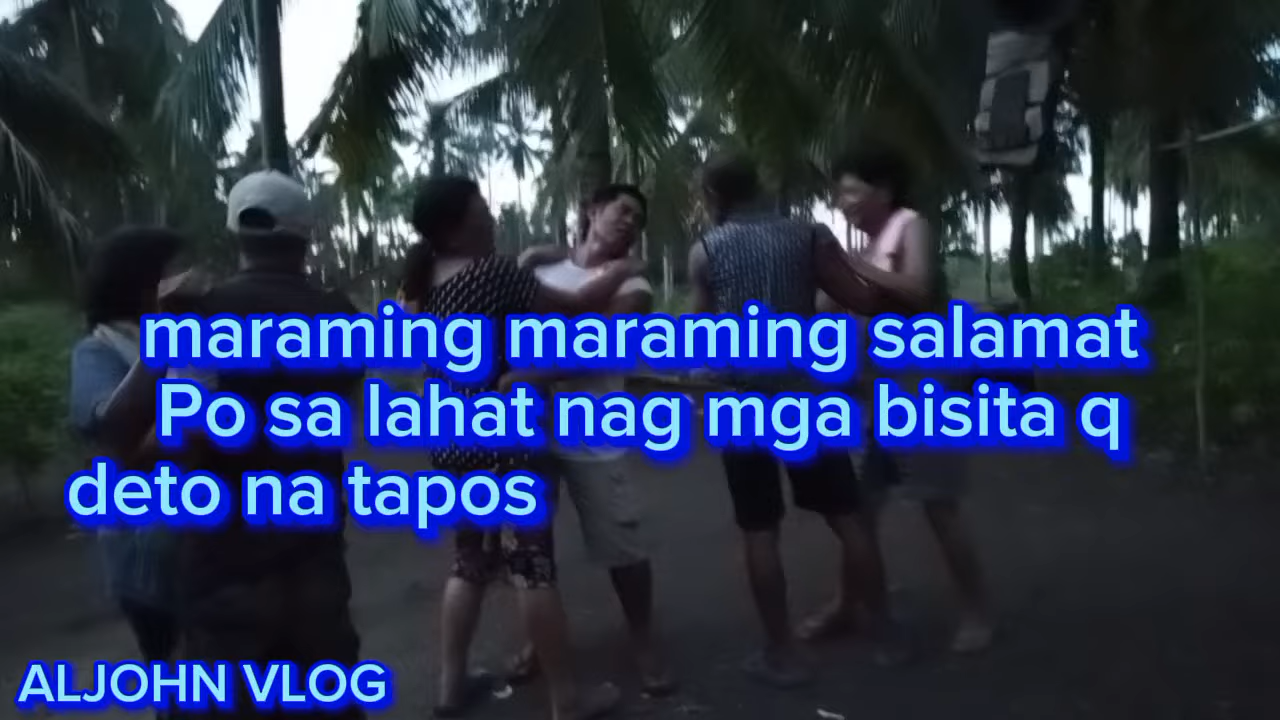 maraming maraming salamat
Po sa lahat nag mga bisita q
deto na tapos
ALJOHN VLOG